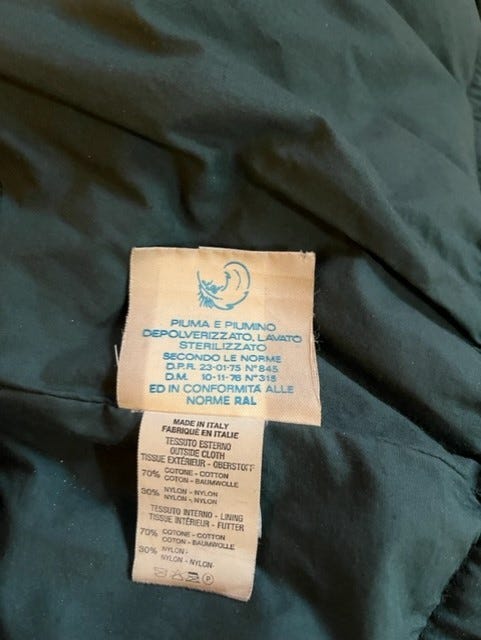 PIUMA E PIUMINO
DEPOLVERIZZATO, LAVATO
STERILIZZATO
SECONDO LE NORME
D.P.R. 23-01-75 N° 845
D.M. 10-11-76 N° 315
ED IN CONFORMITÀ ALLE
NORME RAL
MADE IN ITALY
FABRIQUÉ EN ITALIE
TESSUTO ESTERNO
OUTSIDE CLOTH
TISSUE EXTÉRIEUR - OBERSTOFF
70% COTONE - COTTON
COTON - BAUMWOLLE
30% NYLON - NYLON
NYLON - NYLON
TESSUTO INTERNO - LINING
TISSUE INTÉRIEUR - FUTTER
70% COTONE - COTTON
COTON - BAUMWOLLE
30% NYLON -
NYLON - NYLON
P